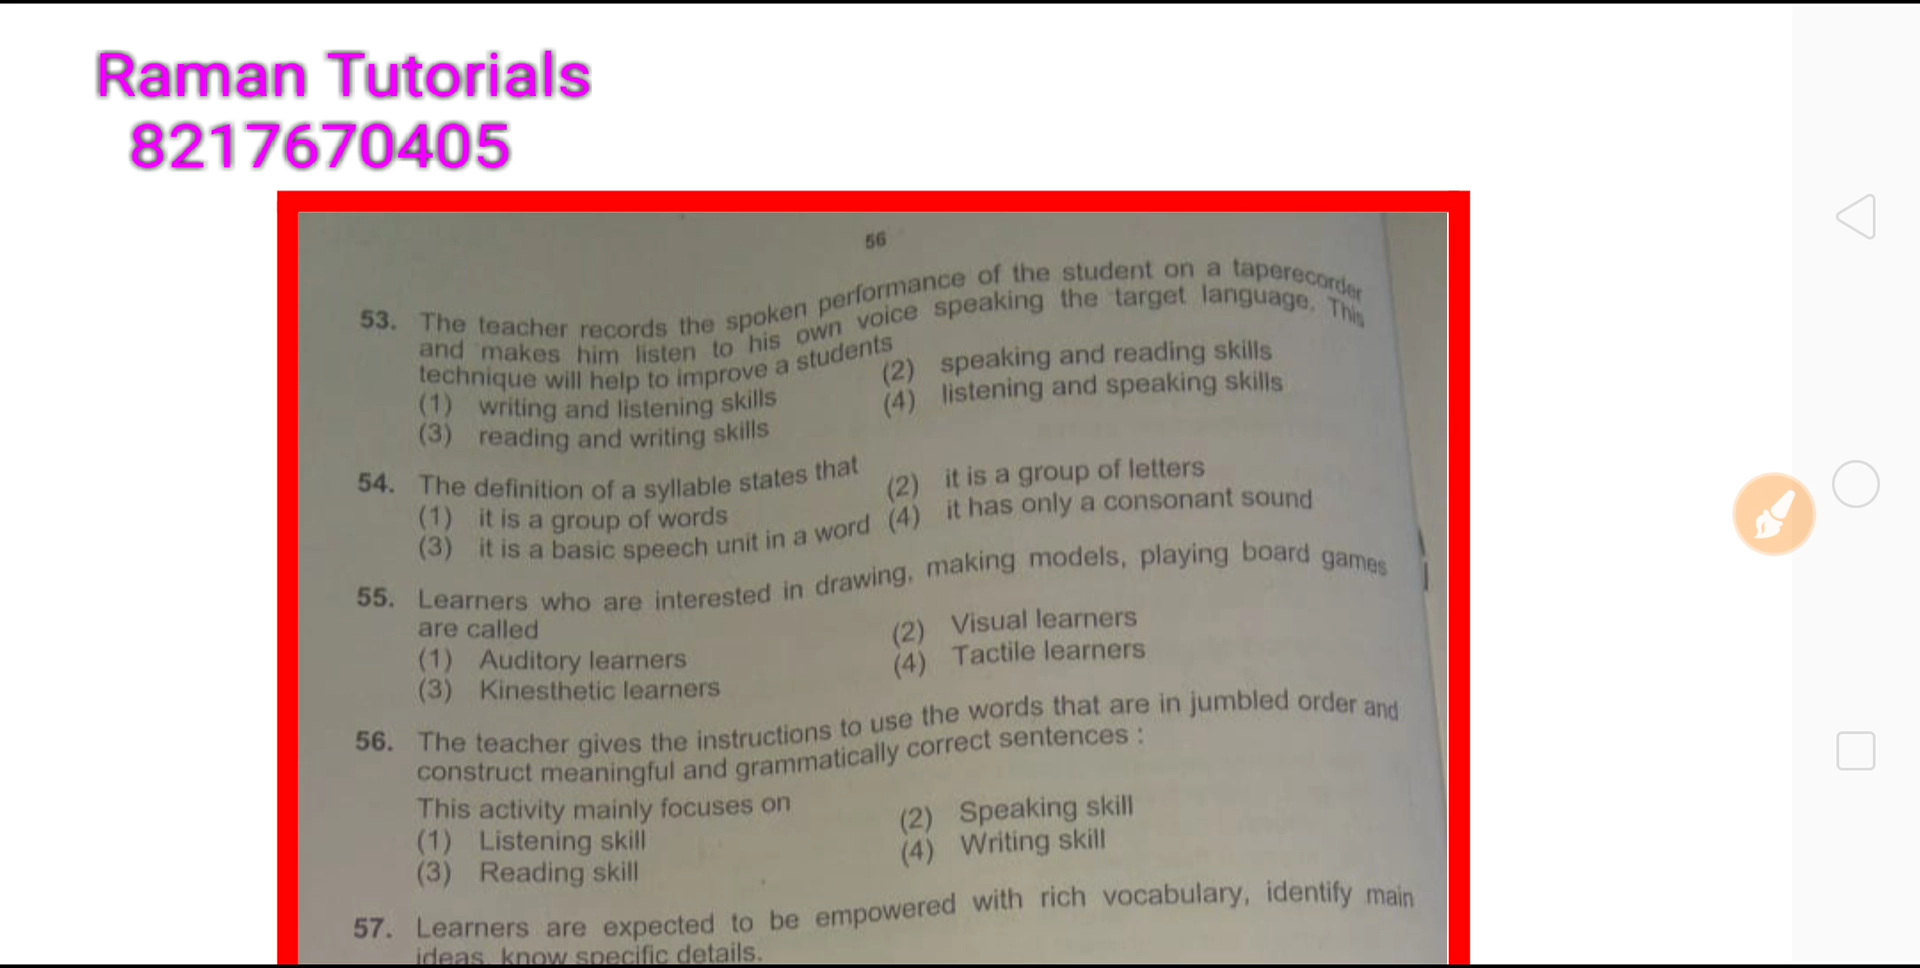 Raman Tutorials
8217670405
56
53. The teacher records the spoken performance of the student on a taperecorder
and makes him listen to his own voice speaking the target language. This
technique will help to improve a students
(1) writing and listening skills (2) speaking and reading skills
(3) reading and writing skills (4) listening and speaking skills
54. The definition of a syllable states that
(1) it is a group of words (2) it is a group of letters
(3) it is a basic speech unit in a word (4) it has only a consonant sound
55. Learners who are interested in drawing, making models, playing board games
are called
(1) Auditory learners (2) Visual learners
(3) Kinesthetic learners (4) Tactile learners
56. The teacher gives the instructions to use the words that are in jumbled order and
construct meaningful and grammatically correct sentences :
This activity mainly focuses on
(1) Listening skill (2) Speaking skill
(3) Reading skill (4) Writing skill
57. Learners are expected to be empowered with rich vocabulary, identify main
ideas, know specific details.